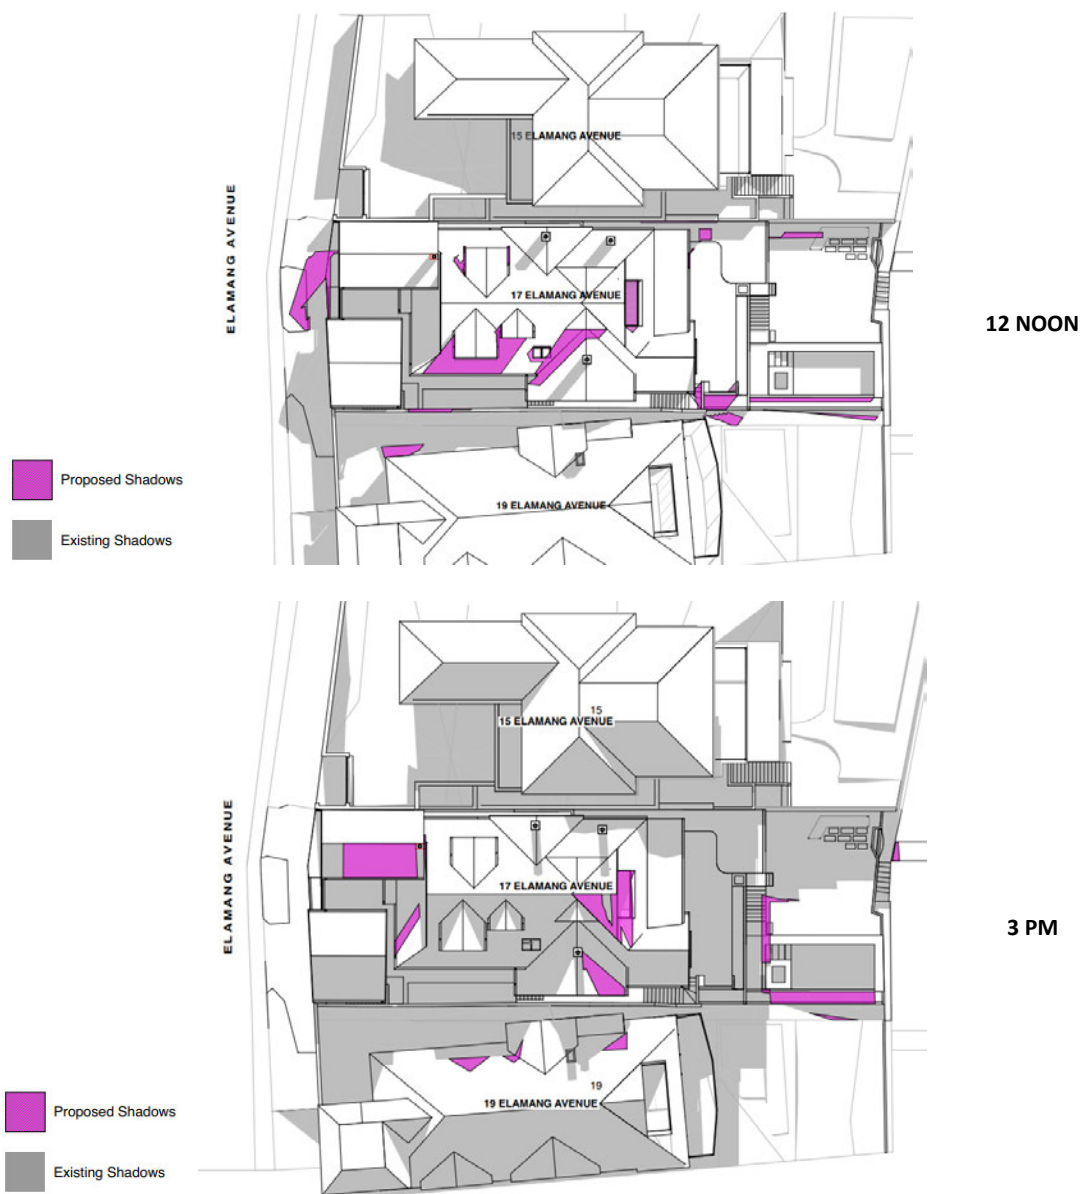 15 ELAMANG AVENUE
ELAMANG AVENUE
17 ELAMANG AVENUE
12 NOON
Proposed Shadows
19 ELAMANG AVENUE
Existing Shadows
15
15 ELAMANG AVENUE
ELAMANG AVENUE
17 ELAMANG AVENUE
3 PM
19
19 ELAMANG AVENUE
Proposed Shadows
Existing Shadows